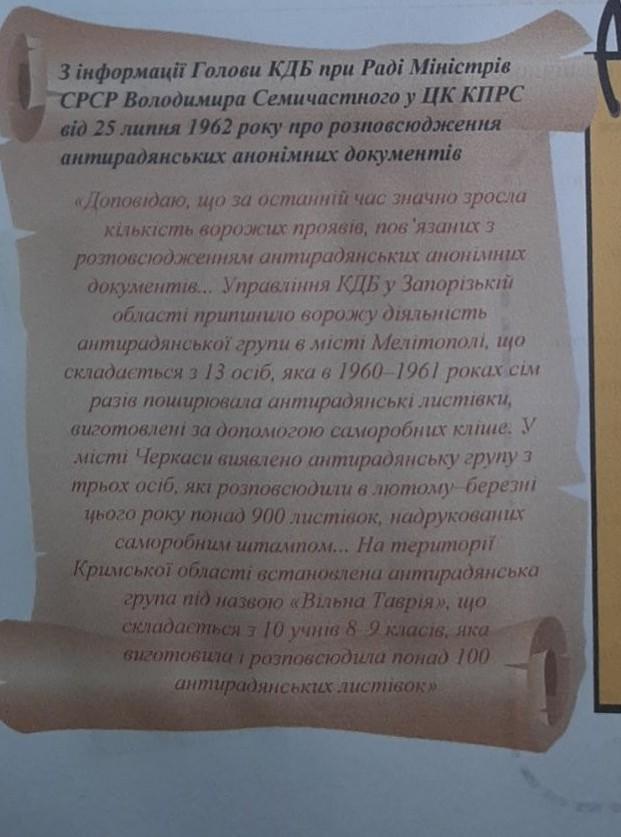 З інформації Голови КДБ при Раді Міністрів
СРСР Володимира Семичастного у ЦК КПРС
від 25 липня 1962 року про розповсюдження
антирадянських анонімних документів
«Доповідаю, що за останній час значно зросла
кількість ворожих проявів, пов'язаних з
розповсюдженням антирадянських анонімних
документів... Управління КДБ у Запорізькій
області припинило ворожу діяльність
антирадянської групи в місті Мелітополі, що
складається з 13 осіб, яка в 1960–1961 роках сім
разів поширювала антирадянські листівки,
виготовлені за допомогою саморобних кліше. У
місті Черкаси виявлено антирадянську групу з
трьох осіб, які розповсюдили в лютому–березні
цього року понад 900 листівок, надрукованих
саморобним штампом... На території
Кримської області встановлена антирадянська
група під назвою «Вільна Таврія», що
складається з 10 учнів 8–9 класів, яка
виготовила і розповсюдила понад 100
антирадянських листівок»